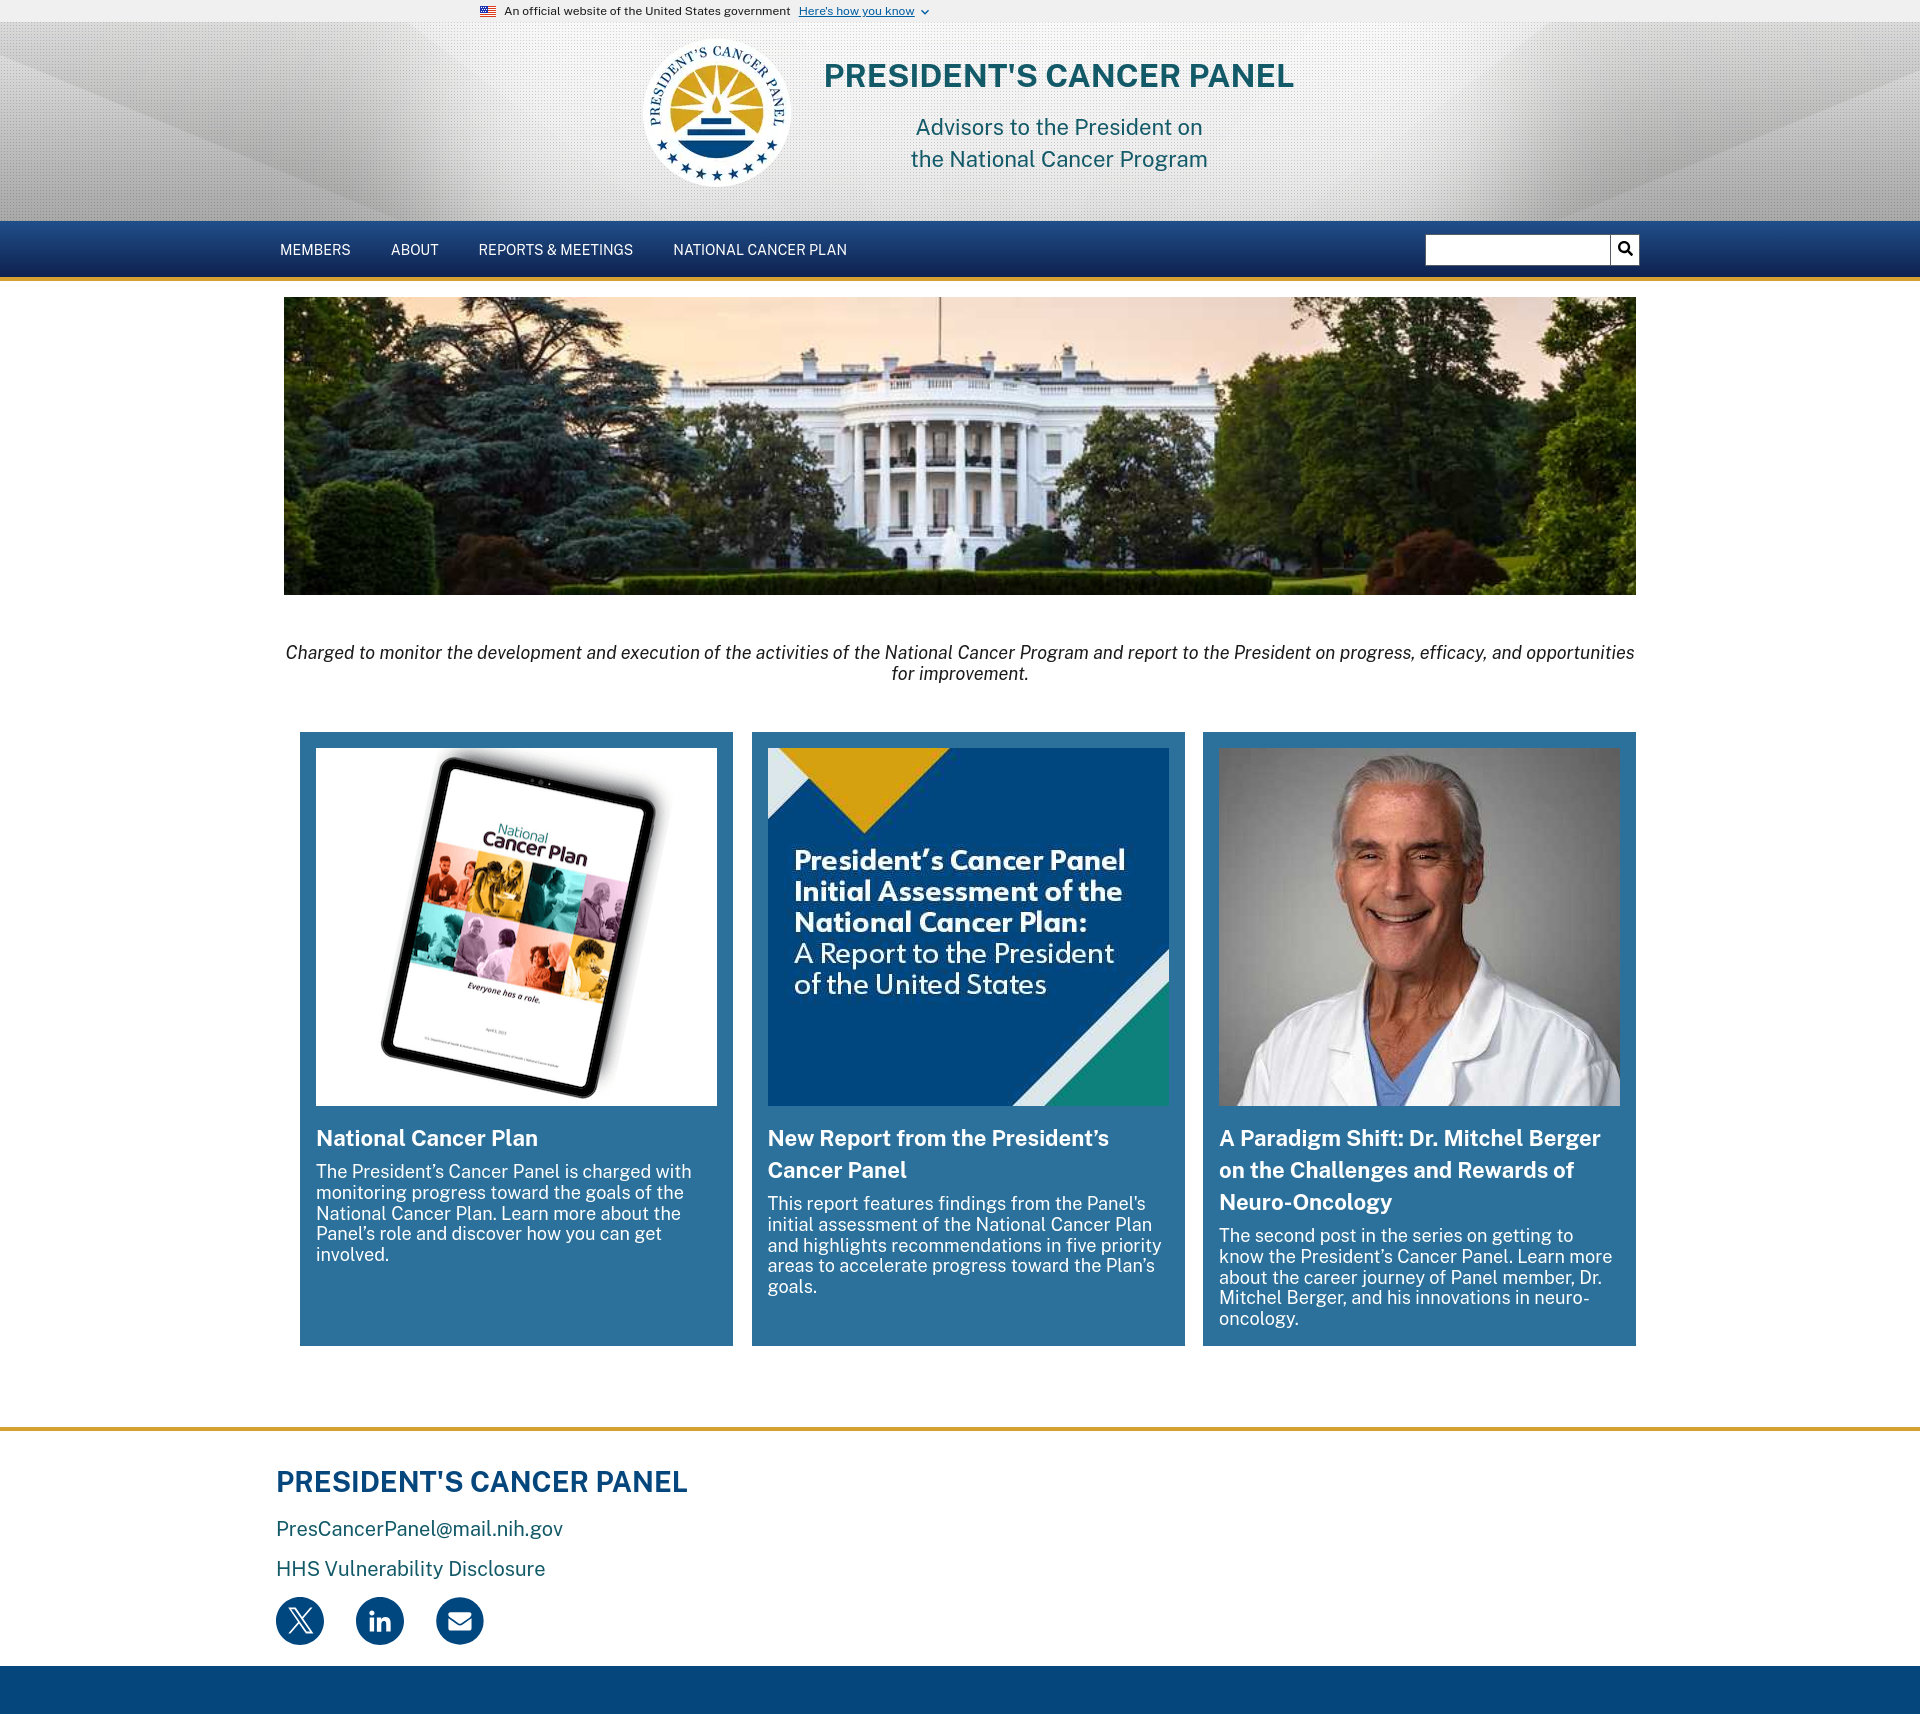 An official website of the United States government Here's how you know
PRESIDENT'S CANCER PANEL
PRESIDENT'S CANCER PANEL
Advisors to the President on
the National Cancer Program
MEMBERS ABOUT REPORTS & MEETINGS NATIONAL CANCER PLAN
Charged to monitor the development and execution of the activities of the National Cancer Program and report to the President on progress, efficacy, and opportunities
for improvement.
National
Cancer Plan
Everyone has a role.
National Cancer Plan
The President’s Cancer Panel is charged with
monitoring progress toward the goals of the
National Cancer Plan. Learn more about the
Panel’s role and discover how you can get
involved.
President’s Cancer Panel
Initial Assessment of the
National Cancer Plan:
A Report to the President
of the United States
New Report from the President’s
Cancer Panel
This report features findings from the Panel's
initial assessment of the National Cancer Plan
and highlights recommendations in five priority
areas to accelerate progress toward the Plan’s
goals.
A Paradigm Shift: Dr. Mitchel Berger
on the Challenges and Rewards of
Neuro-Oncology
The second post in the series on getting to
know the President’s Cancer Panel. Learn more
about the career journey of Panel member, Dr.
Mitchel Berger, and his innovations in neuro-
oncology.
PRESIDENT'S CANCER PANEL
PresCancerPanel@mail.nih.gov
HHS Vulnerability Disclosure
in